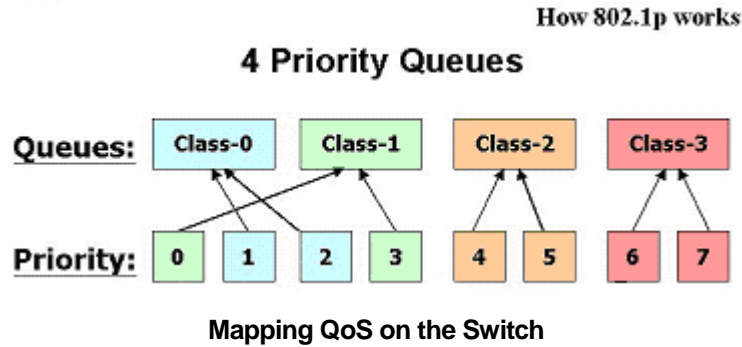 How 802.1p works
4 Priority Queues
Queues: Class-0 Class-1 Class-2 Class-3
Priority: 0 1 2 3 4 5 6 7
Mapping QoS on the Switch